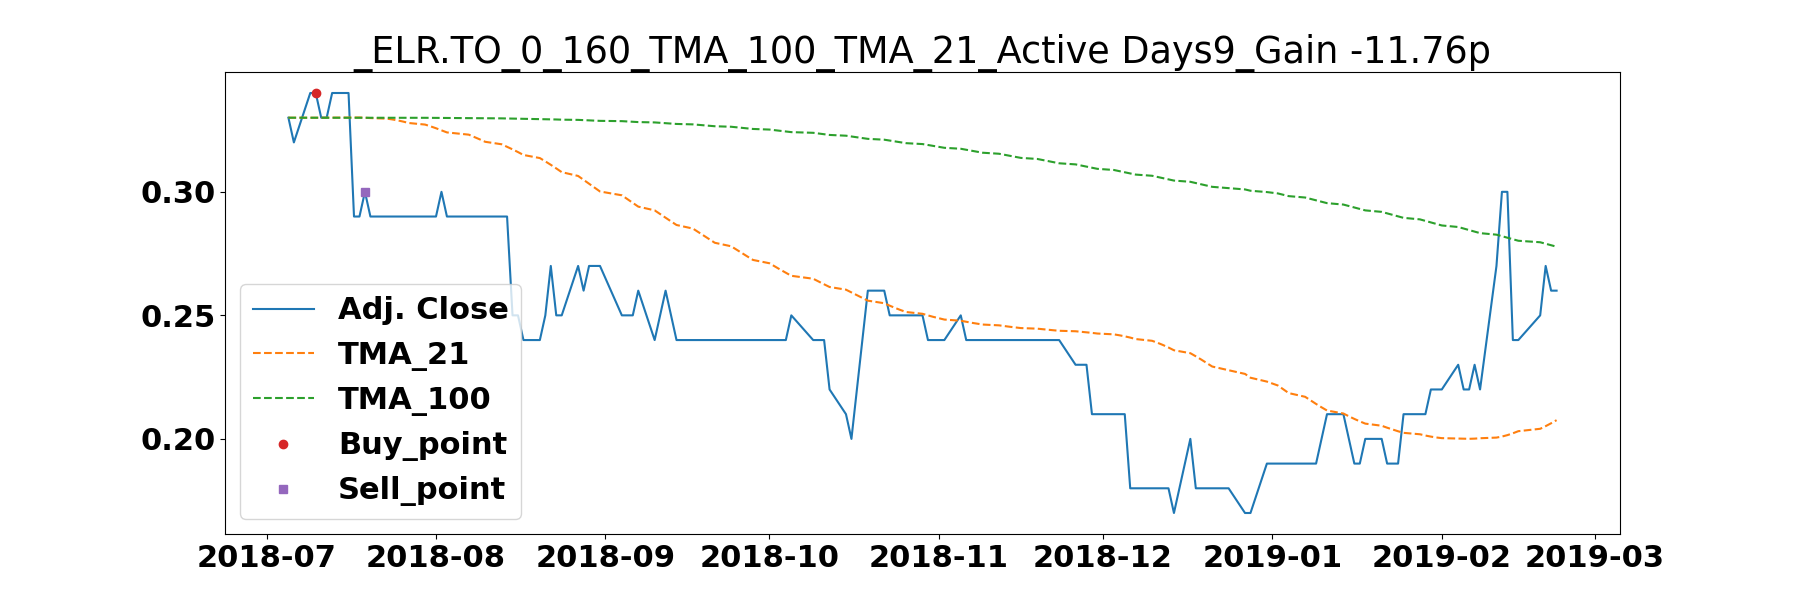 _ELR.TO_0_160_TMA_100_TMA_21_Active Days9_Gain -11.76p
0.30
0.25
0.20
Adj. Close
TMA_21
TMA_100
Buy_point
Sell_point
2018-07 2018-08 2018-09 2018-10 2018-11 2018-12 2019-01 2019-02 2019-03